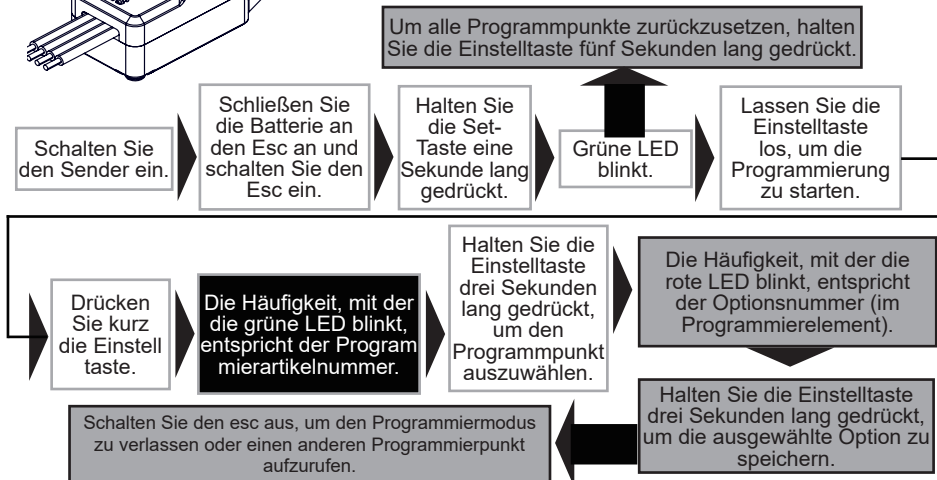 Um alle Programmpunkte zurückzusetzen, halten
Sie die Einstelltaste fünf Sekunden lang gedrückt.
Schalten Sie
den Sender ein.
Schließen Sie
die Batterie an
den Esc an und
schalten Sie den
Esc ein.
Halten Sie
die Set-
Taste eine
Sekunde lang
gedrückt.
Grüne LED
blinkt.
Lassen Sie die
Einstelltaste
los, um die
Programmierung
zu starten.
Drücken
Sie kurz
die Einstell
taste.
Die Häufigkeit, mit der
die grüne LED blinkt,
entspricht der Program
mierartikelnummer.
Halten Sie die
Einstelltaste
drei Sekunden
lang gedrückt,
um den
Programmpunkt
auszuwählen.
Die Häufigkeit, mit der die
rote LED blinkt, entspricht
der Optionsnummer (im
Programmierelement).
Halten Sie die Einstelltaste
drei Sekunden lang gedrückt,
um die ausgewählte Option zu
speichern.
Schalten Sie den esc aus, um den Programmiermodus
zu verlassen oder einen anderen Programmierpunkt
aufzurufen.